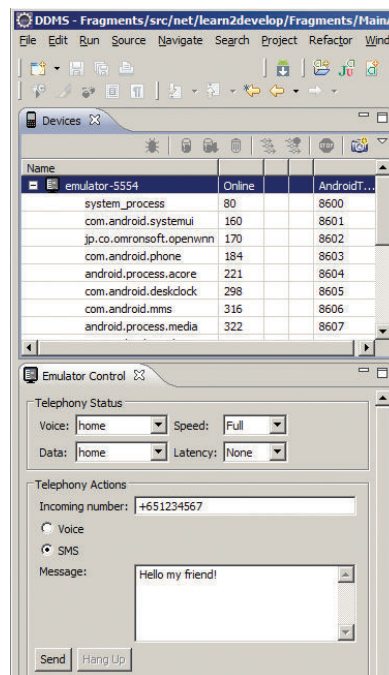 DDMS - Fragments/src/net/learn2develop/Fragments/Main
File Edit Run Source Navigate Search Project Refactor Wind
Devices
Name
emulator-5554 Online AndroidT...
system_process 80 8600
com.android.systemui 160 8601
jp.co.omronsoft.openwnn 170 8602
com.android.phone 184 8603
android.process.acore 221 8604
com.android.deskclock 298 8605
com.android.mms 316 8606
android.process.media 322 8607
Emulator Control
Telephony Status
Voice: home Speed: Full
Data: home Latency: None
Telephony Actions
Incoming number: +651234567
Voice
SMS
Message: Hello my friend!
Send Hang Up